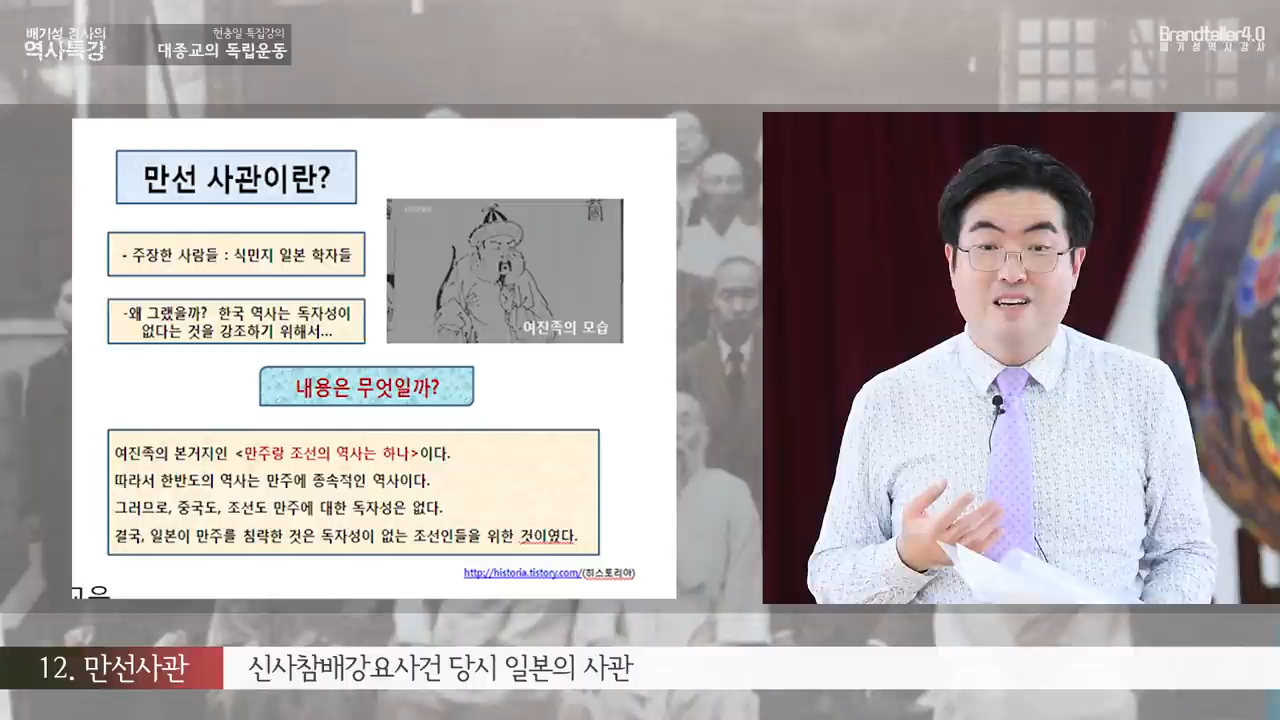 배기성 강사의
역사특강
현충일 특집강의
대종교의 독립운동
Brandteller4.0
배기성역사강사
만선 사관이란?
- 주장한 사람들 : 식민지 일본 학자들
-왜 그랬을까? 한국 역사는 독자성이
없다는 것을 강조하기 위해서...
여진족의 모습
내용은 무엇일까?
여진족의 본거지인 <만주랑 조선의 역사는 하나>이다.
따라서 한반도의 역사는 만주에 종속적인 역사이다.
그러므로, 중국도, 조선도 만주에 대한 독자성은 없다.
결국, 일본이 만주를 침략한 것은 독자성이 없는 조선인들을 위한 것이였다.
http://historia.tistory.com/(히스토리아)
12. 만선사관
신사참배강요사건 당시 일본의 사관